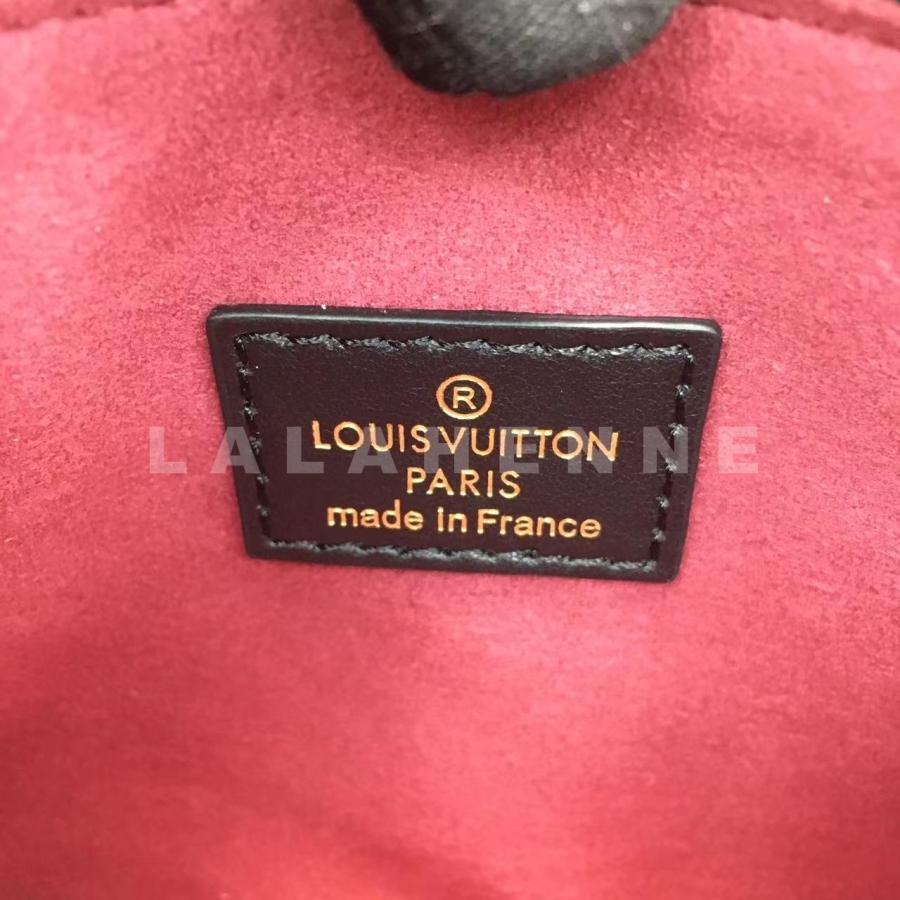 ®
LOUIS VUITTON
LALAHENNE
PARIS
made in France